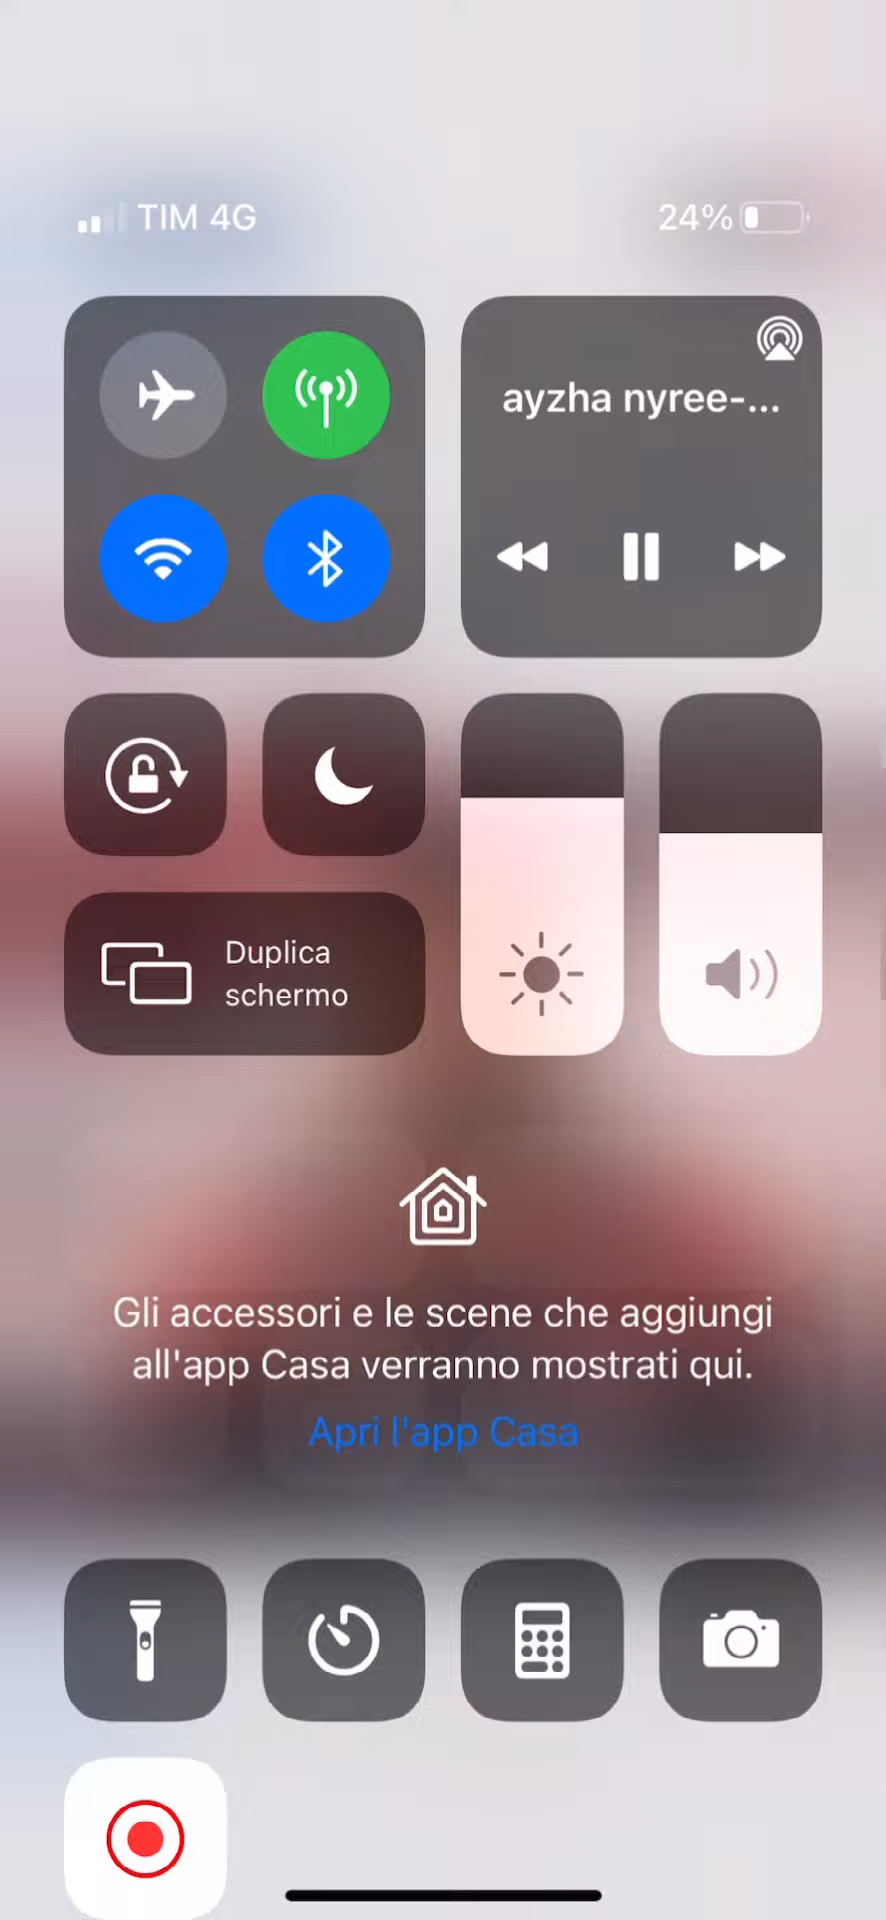 TIM 4G
24%
ayzha nyree-...
Duplica
schermo
Gli accessori e le scene che aggiungi
all'app Casa verranno mostrati qui.
Apri l'app Casa